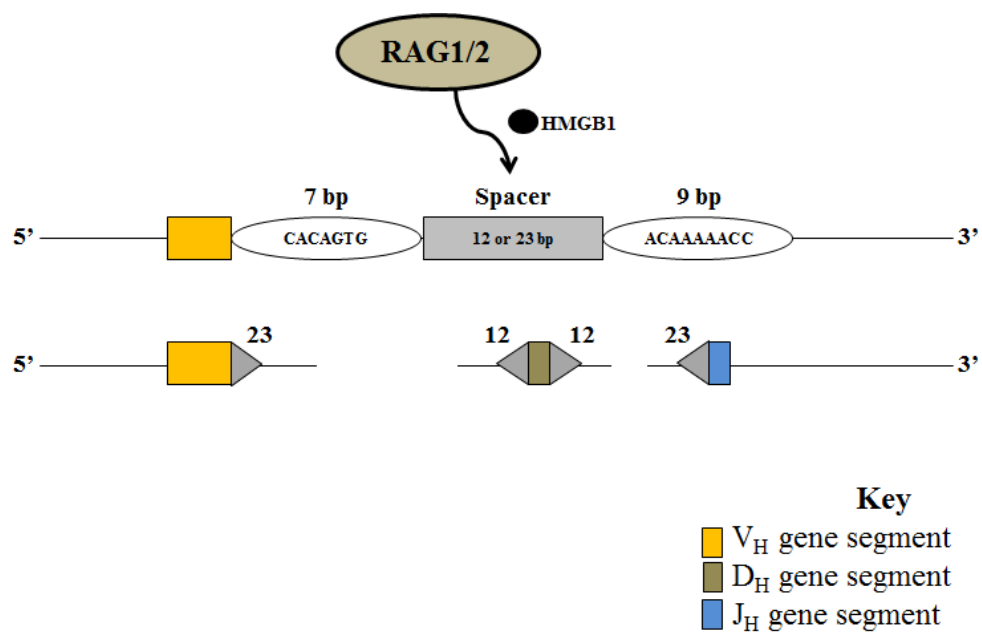 RAG1/2
HMGB1
7 bp Spacer 9 bp
5’ CACAGTG 12 or 23 bp ACAAAAACC 3’
23 12 12 23
5’ 3’
Key
VH gene segment
DH gene segment
JH gene segment